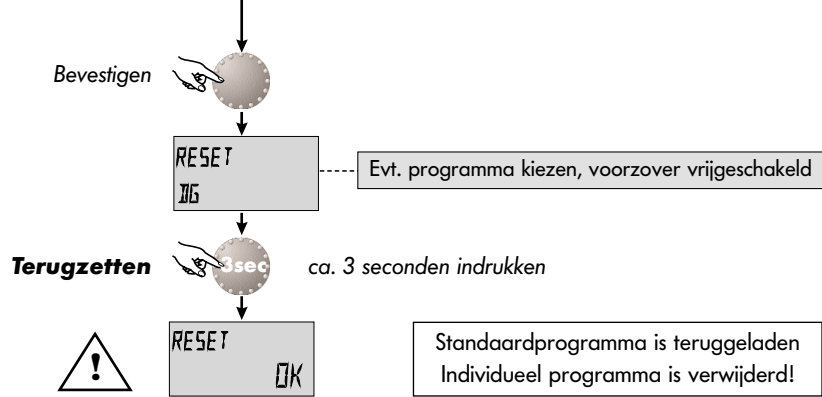 Bevestigen
RESET
DG
Evt. programma kiezen, voorzover vrijgeschakeld
Terugzetten
3sec
ca. 3 seconden indrukken
!
RESET
OK
Standaardprogramma is teruggeladen
Individueel programma is verwijderd!